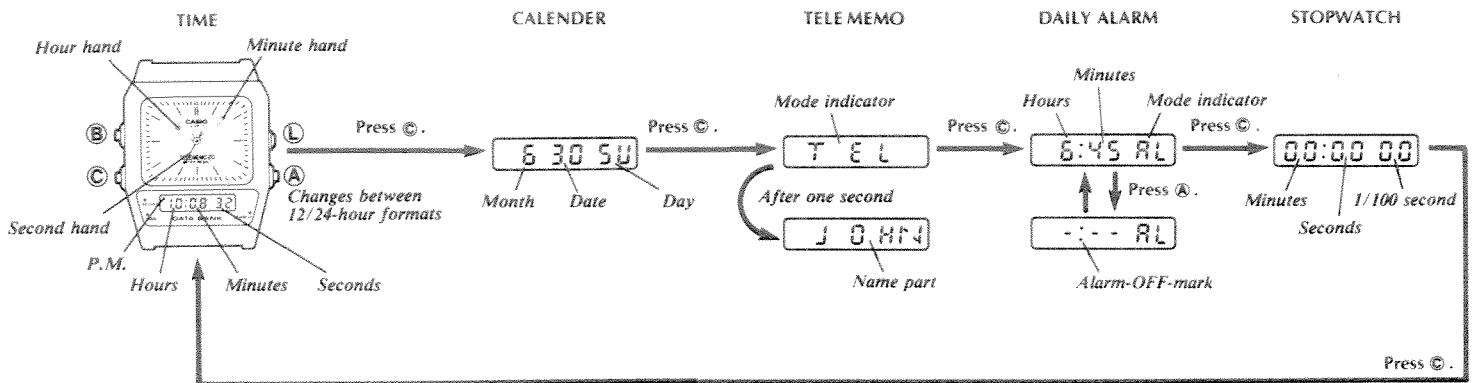 TIME
CALENDER
TELE MEMO
DAILY ALARM
STOPWATCH
Hour hand
Minute hand
CASIO
B
L
C
A
10:08 32
DATA BANK
Second hand
P.M.
Hours
Minutes
Seconds
Changes between
12/24-hour formats
Press C.
6 30 SU
Month
Date
Day
Press C.
Mode indicator
T E L
After one second
J O HN
Name part
Press C.
Hours
Minutes
Mode indicator
6:45 AL
Press A.
-:-- AL
Alarm-OFF-mark
Press C.
00:00 00
Minutes
Seconds
1/100 second
Press C.